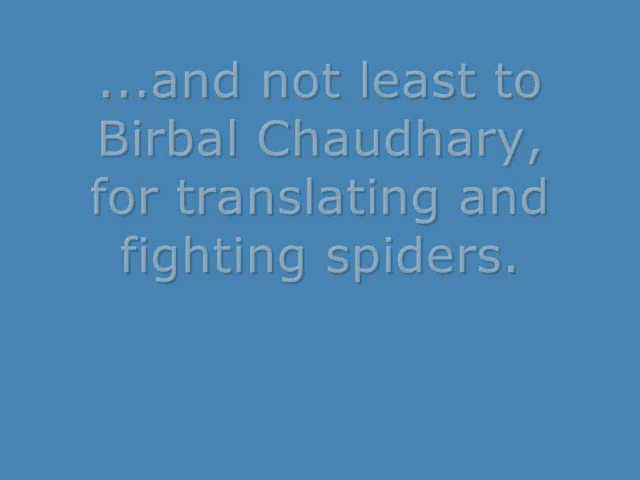 ...and not least to
Birbal Chaudhary,
for translating and
fighting spiders.